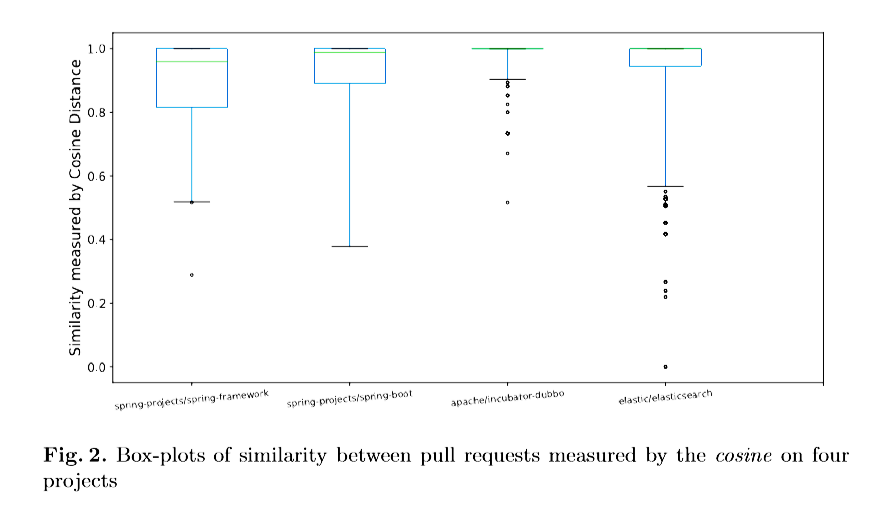 Similarity measured by Cosine Distance
1.0
0.8
0.6
0.4
0.2
0.0
spring-projects/spring-framework
spring-projects/spring-boot
apache/incubator-dubbo
elastic/elasticsearch
Fig. 2. Box-plots of similarity between pull requests measured by the cosine on four
projects